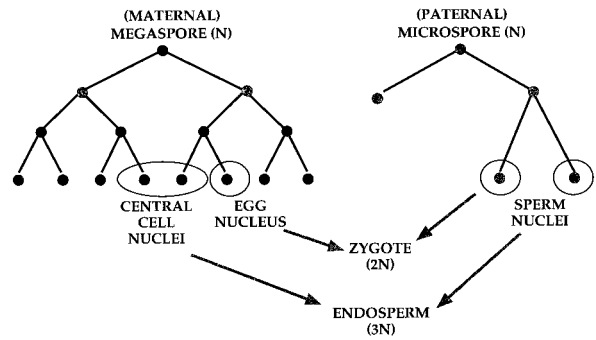 (MATERNAL)
MEGASPORE (N)
(PATERNAL)
MICROSPORE (N)
CENTRAL
CELL
NUCLEI
EGG
NUCLEUS
SPERM
NUCLEI
ZYGOTE
(2N)
ENDOSPERM
(3N)